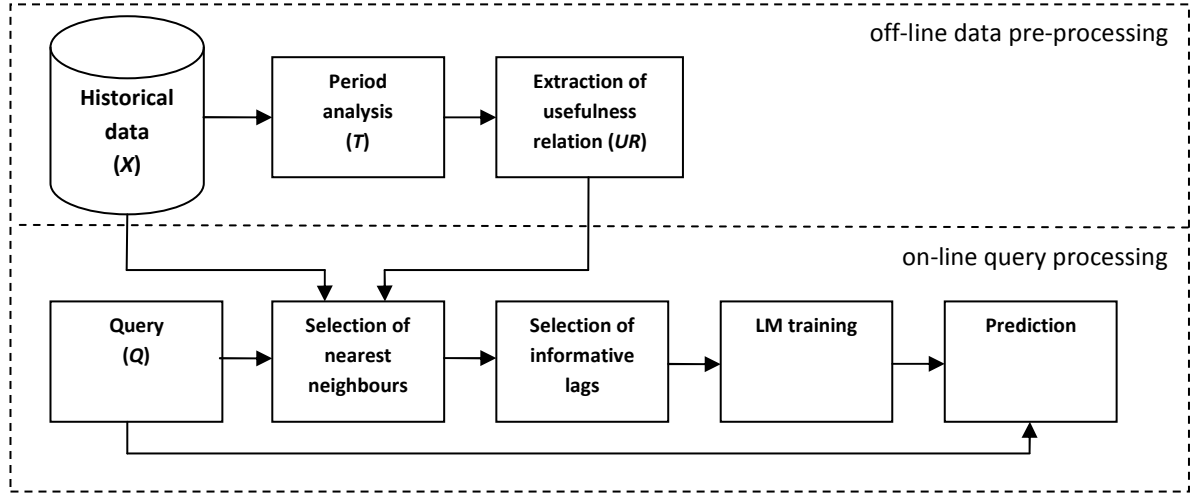 off-line data pre-processing
Historical
data
(X)
Period
analysis
(T)
Extraction of
usefulness
relation (UR)
on-line query processing
Query
(Q)
Selection of
nearest
neighbours
Selection of
informative
lags
LM training
Prediction